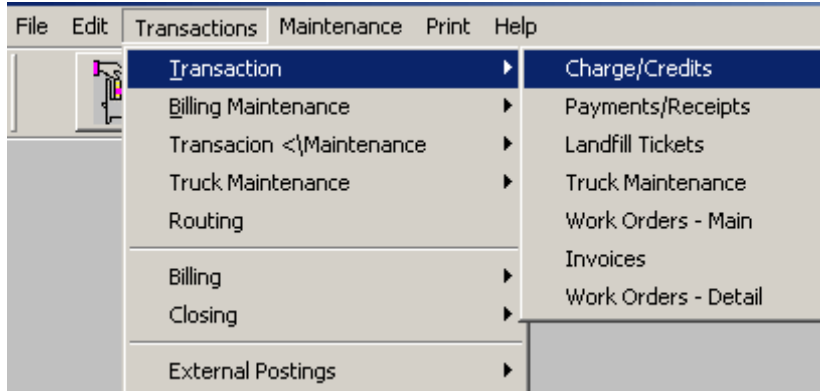 File Edit Transactions Maintenance Print Help
Transaction
Billing Maintenance
Transacion <\Maintenance
Truck Maintenance
Routing
Billing
Closing
External Postings
Charge/Credits
Payments/Receipts
Landfill Tickets
Truck Maintenance
Work Orders - Main
Invoices
Work Orders - Detail